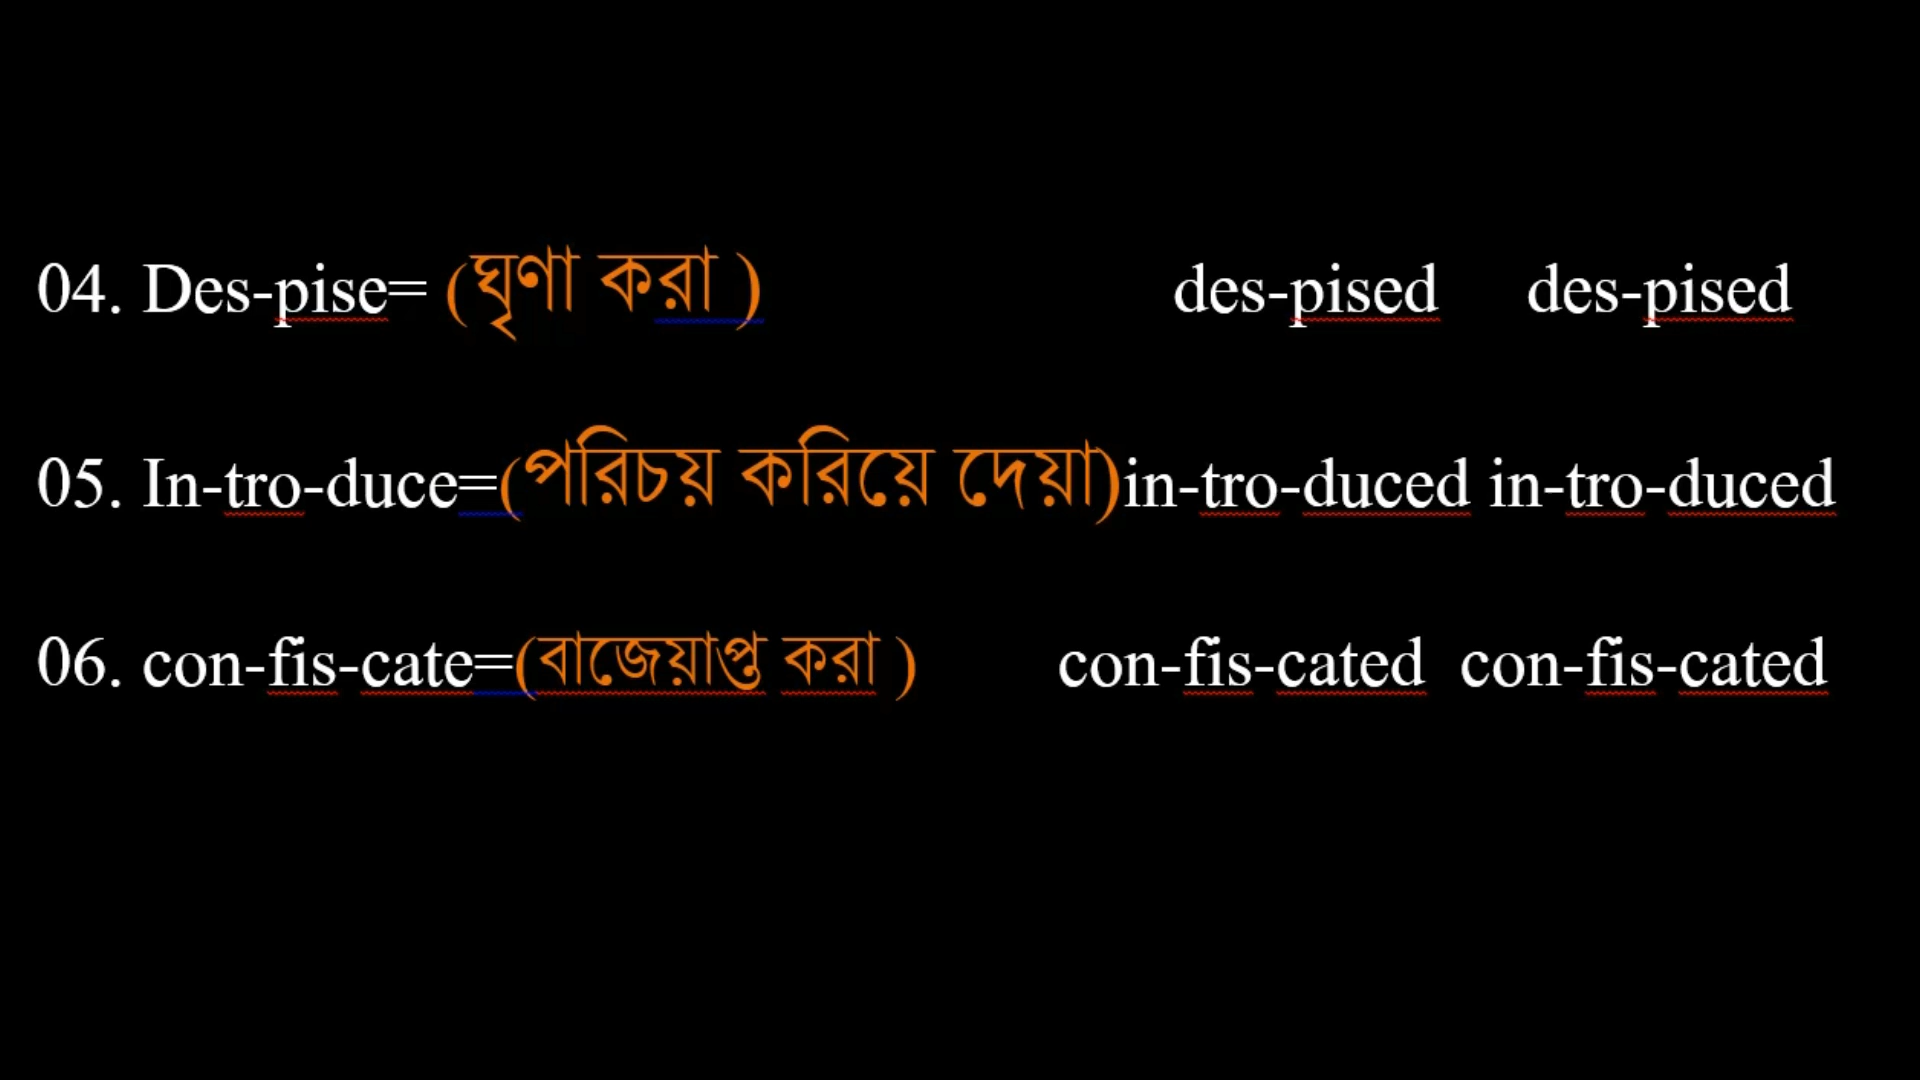 04. Des-pise= (ঘৃণা করা ) des-pised des-pised
05. In-tro-duce=(পরিচয় করিয়ে দেয়া)in-tro-duced in-tro-duced
06. con-fis-cate=(বাজেয়াপ্ত করা ) con-fis-cated con-fis-cated